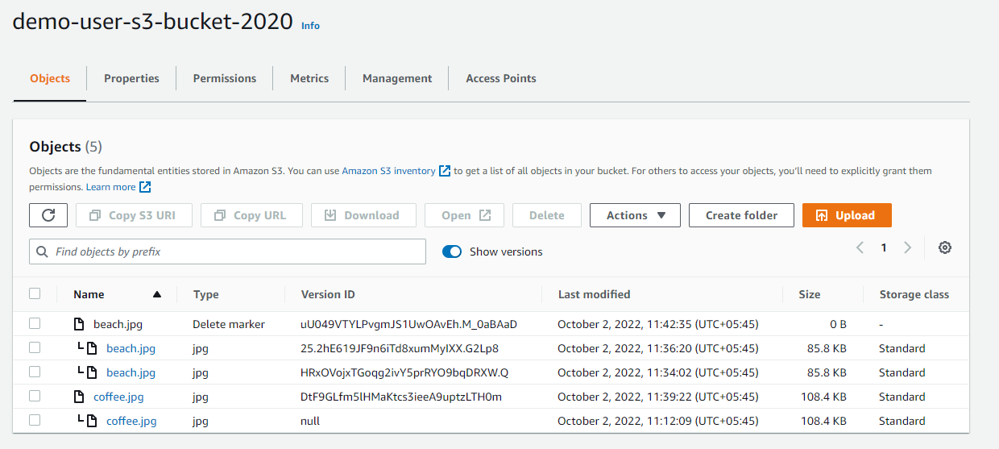 demo-user-s3-bucket-2020 Info
Objects Properties Permissions Metrics Management Access Points
Objects (5)
Objects are the fundamental entities stored in Amazon S3. You can use Amazon S3 inventory to get a list of all objects in your bucket. For others to access your objects, you'll need to explicitly grant them
permissions. Learn more
Copy S3 URI Copy URL Download Open Delete Actions Create folder Upload
Find objects by prefix Show versions 1
Name Type Version ID Last modified Size Storage class
beach.jpg Delete marker uU049VTYLPvgmJS1UwOAvEh.M_0aBAaD October 2, 2022, 11:42:35 (UTC+05:45) 0 B -
beach.jpg jpg 25.2hE619JF9n6iTd8xumMyIXX.G2Lp8 October 2, 2022, 11:36:20 (UTC+05:45) 85.8 KB Standard
beach.jpg jpg HRxOVojxTGoqg2ivY5prRYO9bqDRXW.Q October 2, 2022, 11:34:02 (UTC+05:45) 85.8 KB Standard
coffee.jpg jpg DtF9GLfm5lHMaKtcs3ieeA9uptzLTH0m October 2, 2022, 11:39:22 (UTC+05:45) 108.4 KB Standard
coffee.jpg jpg null October 2, 2022, 11:12:09 (UTC+05:45) 108.4 KB Standard